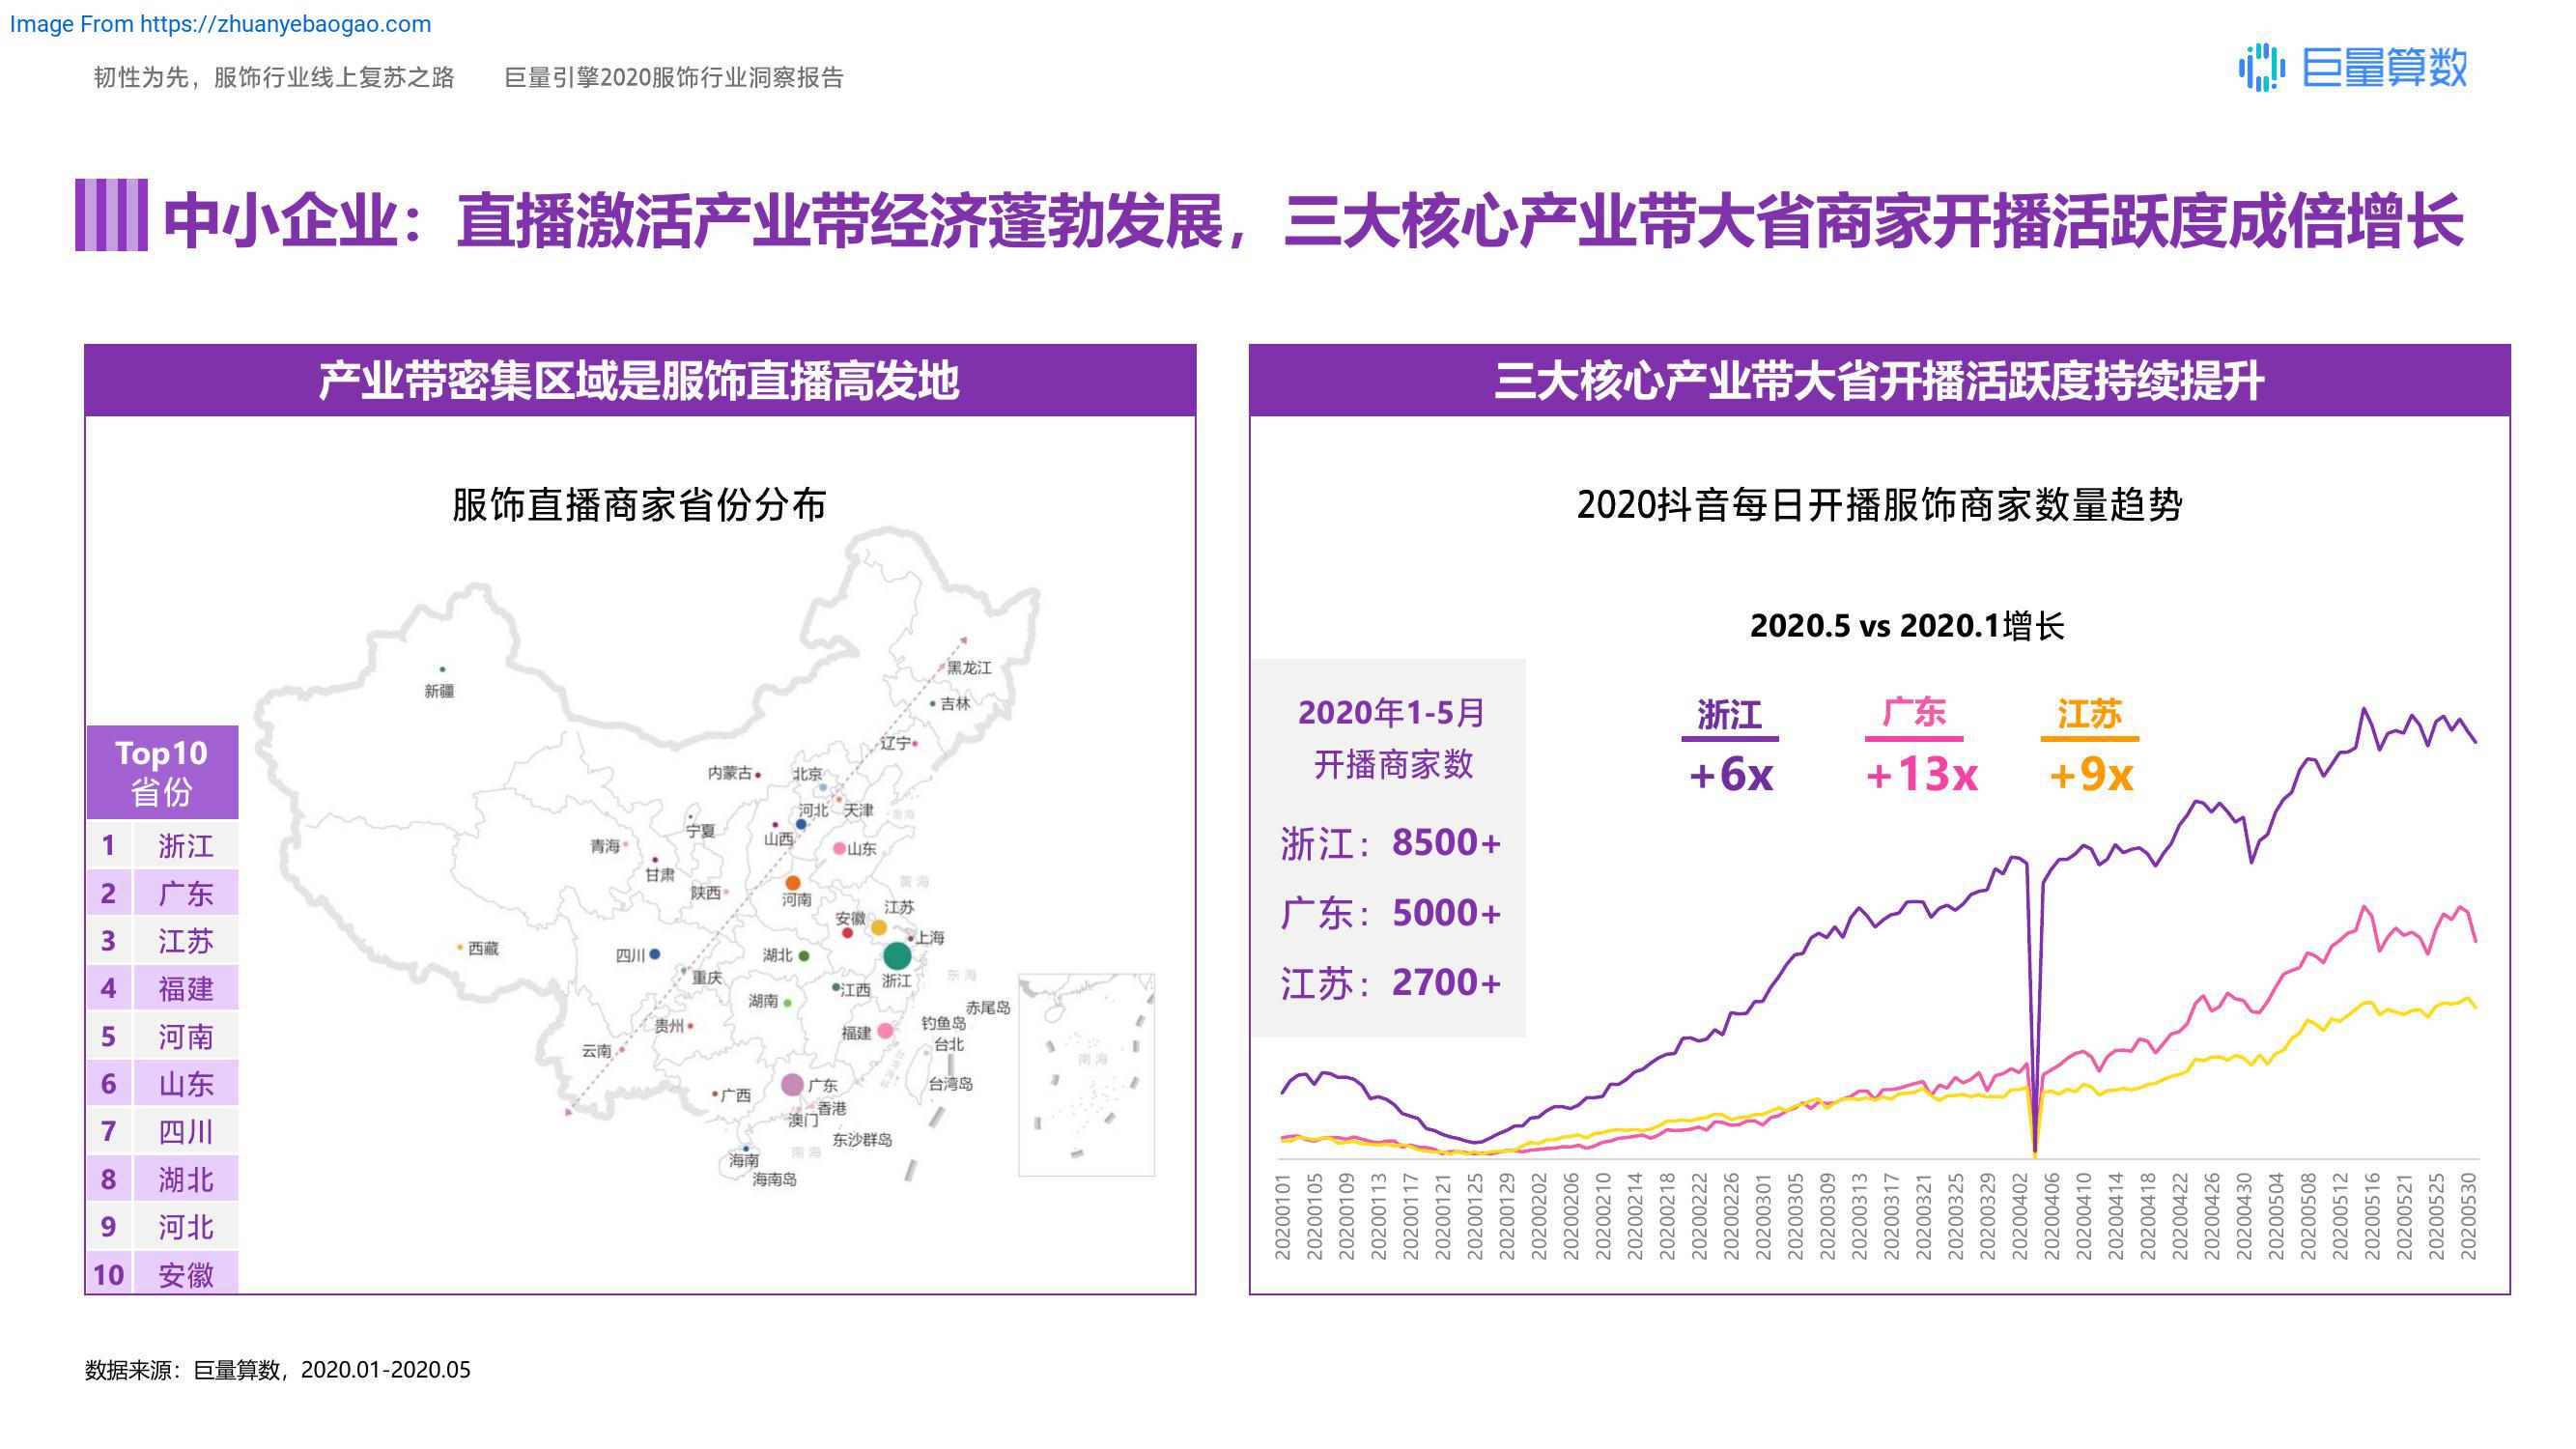 Image From https://zhuanyebaogao.com
韧性为先，服饰行业线上复苏之路 巨量引擎2020服饰行业洞察报告
巨量算数
中小企业：直播激活产业带经济蓬勃发展，三大核心产业带大省商家开播活跃度成倍增长
产业带密集区域是服饰直播高发地
服饰直播商家省份分布
Top10
省份
1 浙江
2 广东
3 江苏
4 福建
5 河南
6 山东
7 四川
8 湖北
9 河北
10 安徽
黑龙江
新疆
吉林
辽宁
内蒙古
北京
河北
天津
渤海
宁夏
山西
青海
山东
甘肃
陕西
黄海
河南
江苏
安徽
上海
西藏
四川
湖北
重庆
浙江
东海
江西
湖南
赤尾岛
贵州
福建
钓鱼岛
台北
云南
南海
台湾岛
广西
广东
香港
澳门
东沙群岛
南海
海南
海南岛
三大核心产业带大省开播活跃度持续提升
2020抖音每日开播服饰商家数量趋势
2020.5 vs 2020.1增长
浙江
+6x
广东
+13x
江苏
+9x
2020年1-5月
开播商家数
浙江：8500+
广东：5000+
江苏：2700+
20200101
20200105
20200109
20200113
20200117
20200121
20200125
20200129
20200202
20200206
20200210
20200214
20200218
20200222
20200226
20200301
20200305
20200309
20200313
20200317
20200321
20200325
20200329
20200402
20200406
20200410
20200414
20200418
20200422
20200426
20200430
20200504
20200508
20200512
20200516
20200521
20200525
20200530
数据来源：巨量算数，2020.01-2020.05